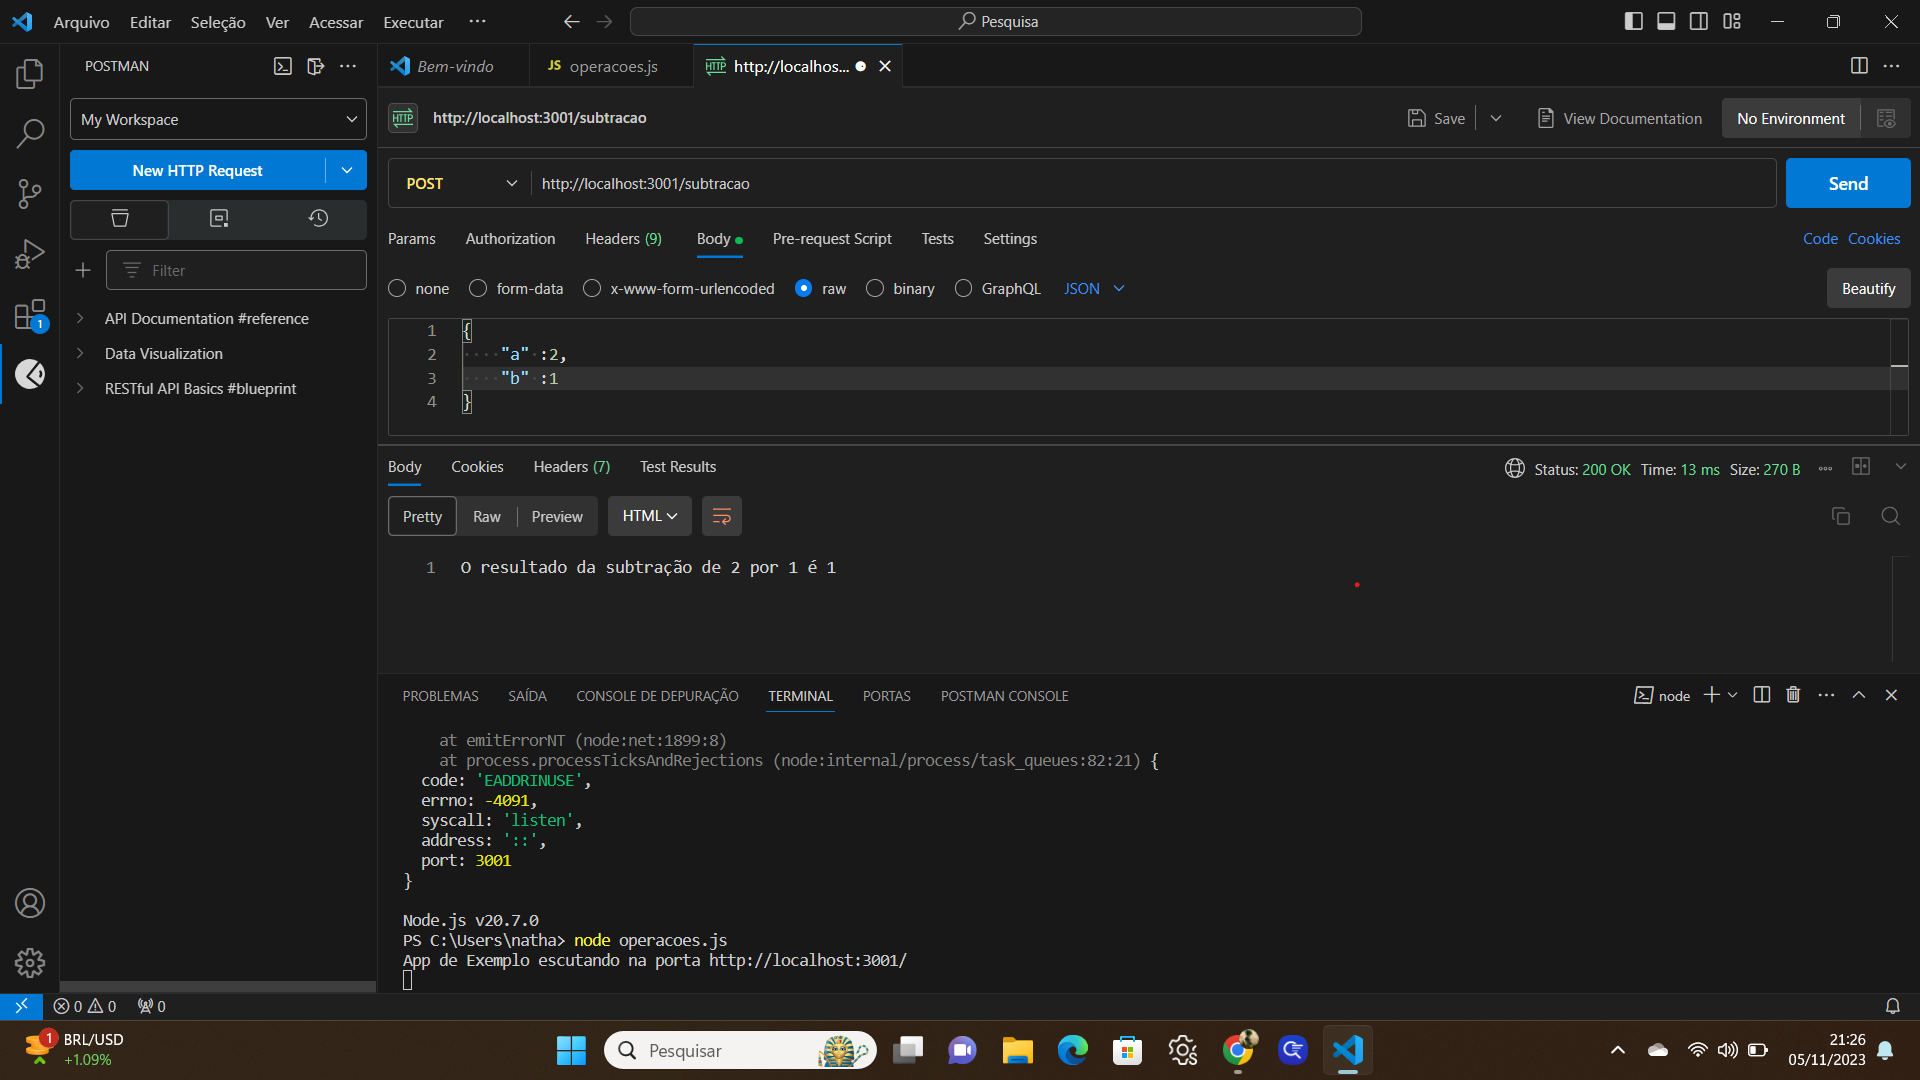 Arquivo Editar Seleção Ver Acessar Executar ··· Pesquisa
POSTMAN
Bem-vindo JS operacoes.js HTTP http://localhos...
My Workspace
HTTP http://localhost:3001/subtracao Save View Documentation No Environment
New HTTP Request
POST http://localhost:3001/subtracao Send
Params Authorization Headers (9) Body Pre-request Script Tests Settings Code Cookies
Filter
none form-data x-www-form-urlencoded raw binary GraphQL JSON Beautify
API Documentation #reference
Data Visualization
RESTful API Basics #blueprint
1
1 {
2 ····"a"·:2,
3 ····"b"·:1
4 }
Body Cookies Headers (7) Test Results Status: 200 OK Time: 13 ms Size: 270 B
Pretty Raw Preview HTML
1 O resultado da subtração de 2 por 1 é 1
PROBLEMAS SAÍDA CONSOLE DE DEPURAÇÃO TERMINAL PORTAS POSTMAN CONSOLE node
at emitErrorNT (node:net:1899:8)
at process.processTicksAndRejections (node:internal/process/task_queues:82:21) {
code: 'EADDRINUSE',
errno: -4091,
syscall: 'listen',
address: '::',
port: 3001
}
Node.js v20.7.0
PS C:\Users\natha> node operacoes.js
App de Exemplo escutando na porta http://localhost:3001/
0 0 0
1 BRL/USD
+1.09%
Pesquisar
21:26
05/11/2023